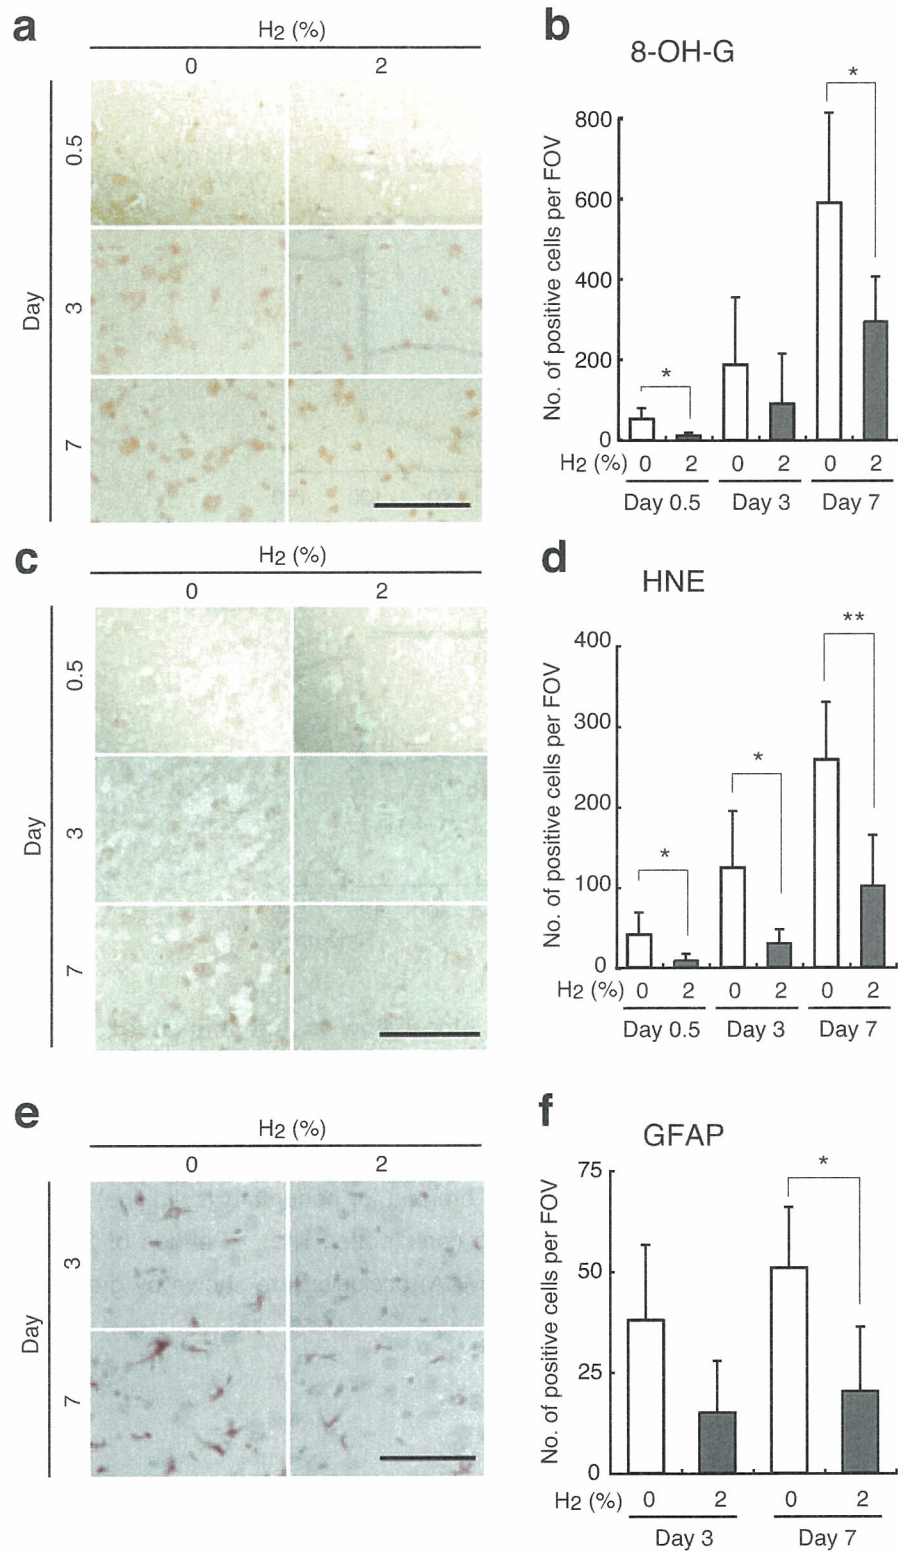 a
H2 (%)
0 2
Day
0.5
3
7
b
8-OH-G
No. of positive cells per FOV
800
600
400
200
0
*
*
H2 (%) 0 2 0 2 0 2
Day 0.5 Day 3 Day 7
c
H2 (%)
0 2
Day
0.5
3
7
d
HNE
No. of positive cells per FOV
400
300
200
100
0
*
*
**
H2 (%) 0 2 0 2 0 2
Day 0.5 Day 3 Day 7
e
H2 (%)
0 2
Day
3
7
f
GFAP
No. of positive cells per FOV
75
50
25
0
*
H2 (%) 0 2 0 2
Day 3 Day 7